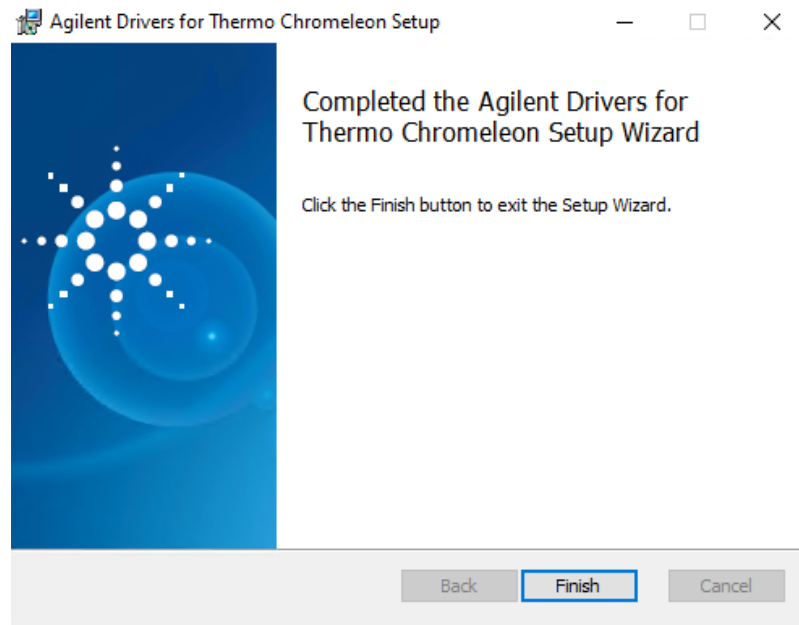 Agilent Drivers for Thermo Chromeleon Setup
Completed the Agilent Drivers for
Thermo Chromeleon Setup Wizard
Click the Finish button to exit the Setup Wizard.
Back
Finish
Cancel